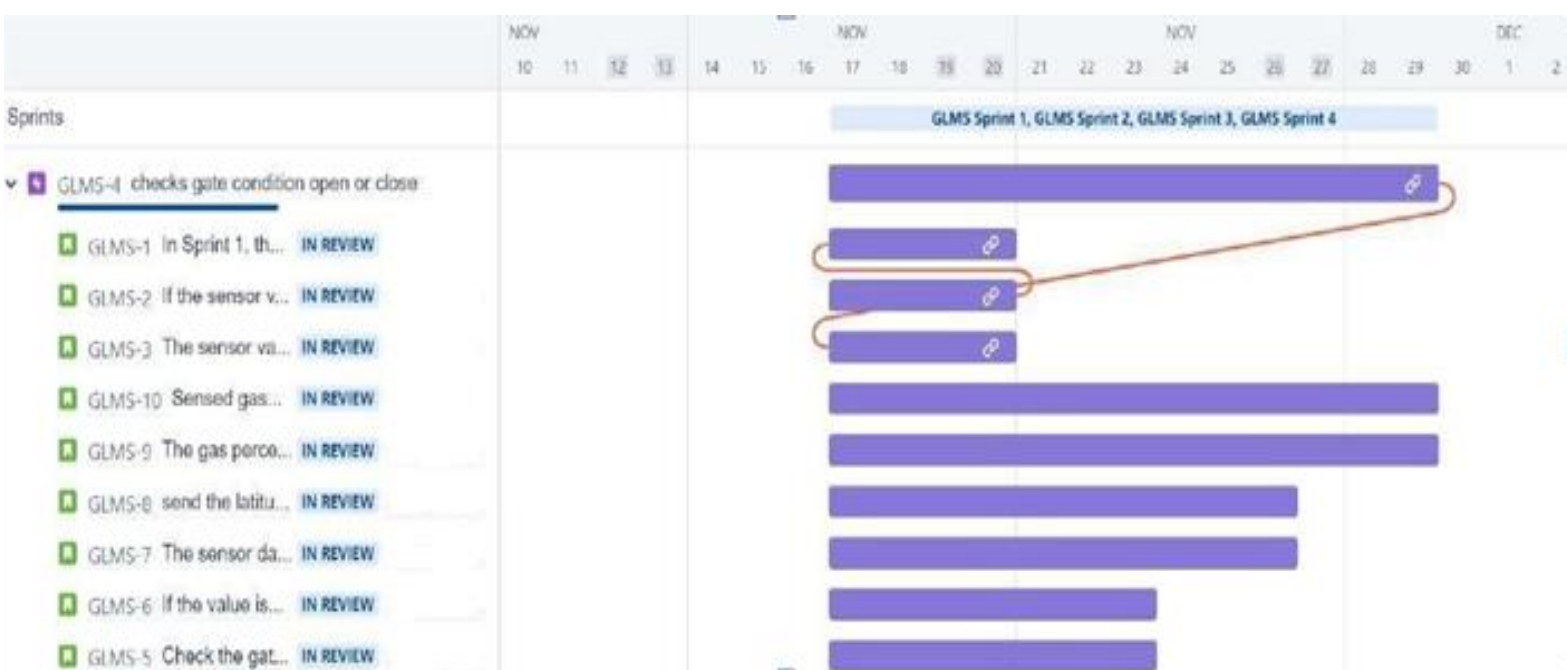 NOV NOV NOV DEC
10 11 12 13 14 15 16 17 18 19 20 21 22 23 24 25 26 27 28 29 30 1 2
Sprints
GLMS Sprint 1, GLMS Sprint 2, GLMS Sprint 3, GLMS Sprint 4
GLMS-4 checks gate condition open or close
GLMS-1 In Sprint 1, th... IN REVIEW
GLMS-2 If the sensor v... IN REVIEW
GLMS-3 The sensor va... IN REVIEW
GLMS-10 Sensed gas... IN REVIEW
GLMS-9 The gas perce... IN REVIEW
GLMS-8 send the latitu... IN REVIEW
GLMS-7 The sensor da... IN REVIEW
GLMS-6 If the value is... IN REVIEW
GLMS-5 Check the gat... IN REVIEW